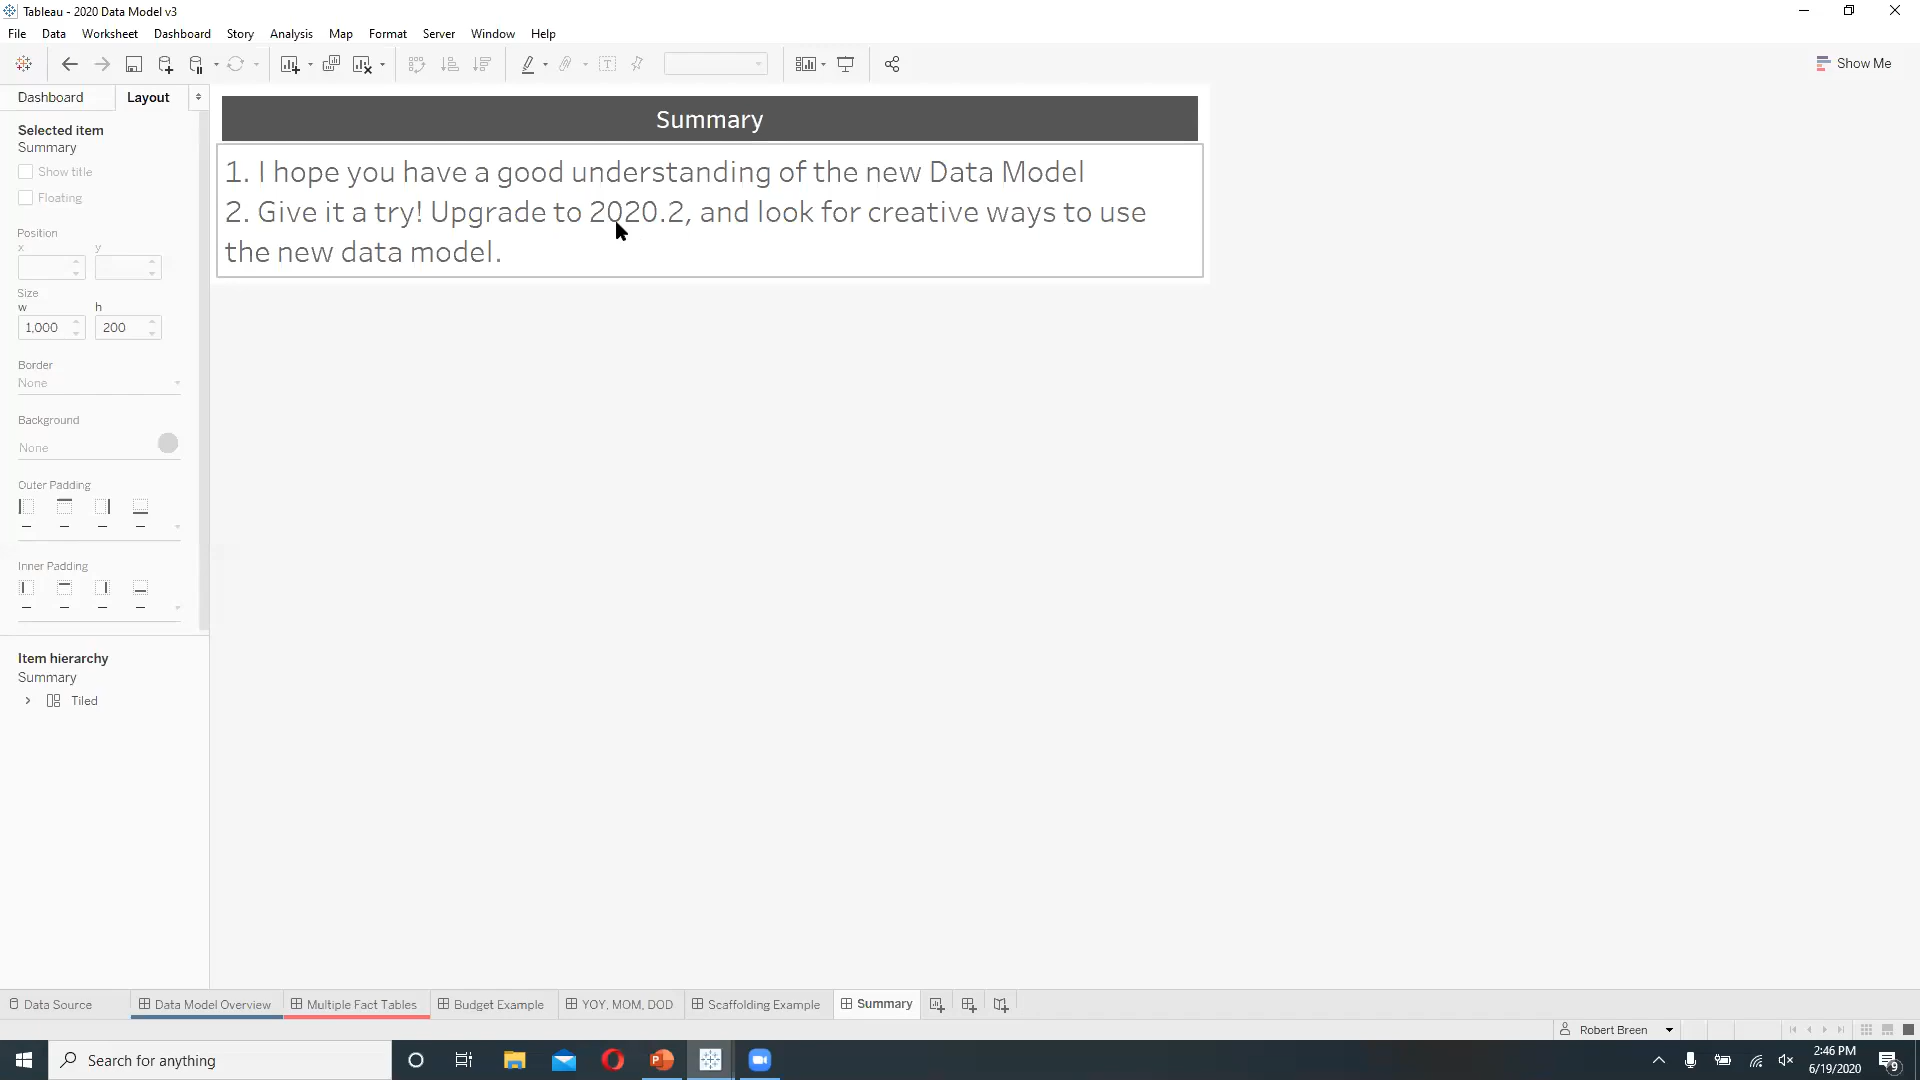 Tableau - 2020 Data Model v3
File Data Worksheet Dashboard Story Analysis Map Format Server Window Help
Show Me
Dashboard Layout
Selected item
Summary
Show title
Floating
Position
x y
Size
w h
1,000 200
Border
None
Background
None
Outer Padding
Inner Padding
Item hierarchy
Summary
Tiled
Summary
1. I hope you have a good understanding of the new Data Model
2. Give it a try! Upgrade to 2020.2, and look for creative ways to use
the new data model.
Data Source Data Model Overview Multiple Fact Tables Budget Example YOY, MOM, DOD Scaffolding Example Summary
Robert Breen
Search for anything
2:46 PM
6/19/2020
9